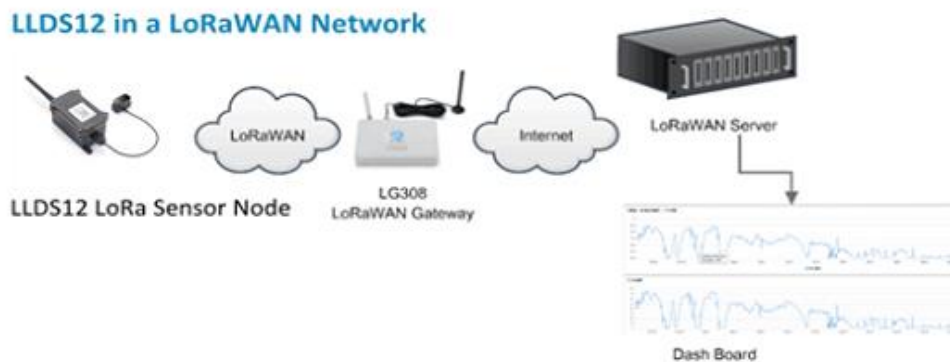 LLDS12 in a LoRaWAN Network
LoRaWAN
Internet
LoRaWAN Server
LG308
LoRaWAN Gateway
LLDS12 LoRa Sensor Node
Dash Board